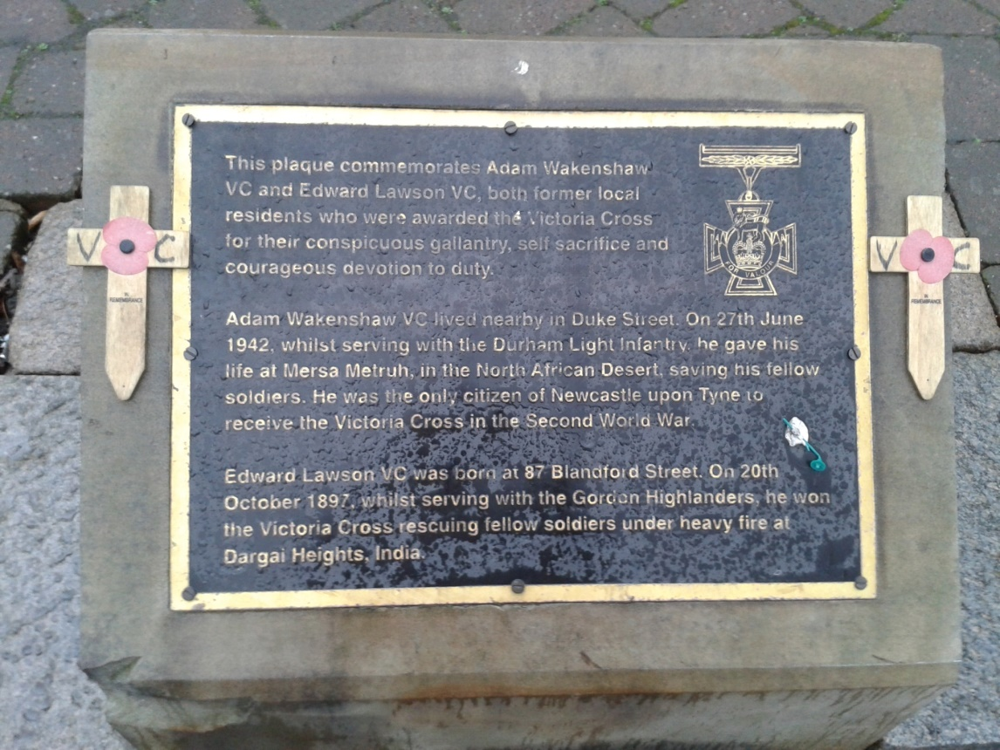 This plaque commemorates Adam Wakenshaw
VC and Edward Lawson VC, both former local
residents who were awarded the Victoria Cross
for their conspicuous gallantry, self sacrifice and
courageous devotion to duty.
FOR VALOUR
Adam Wakenshaw VC lived nearby in Duke Street. On 27th June
1942, whilst serving with the Durham Light Infantry, he gave his
life at Mersa Metruh, in the North African Desert, saving his fellow
soldiers. He was the only citizen of Newcastle upon Tyne to
receive the Victoria Cross in the Second World War.
Edward Lawson VC was born at 87 Blandford Street. On 20th
October 1897, whilst serving with the Gordon Highlanders, he won
the Victoria Cross rescuing fellow soldiers under heavy fire at
Dargai Heights, India.
V C
IN
REMEMBRANCE
V C
IN
REMEMBRANCE